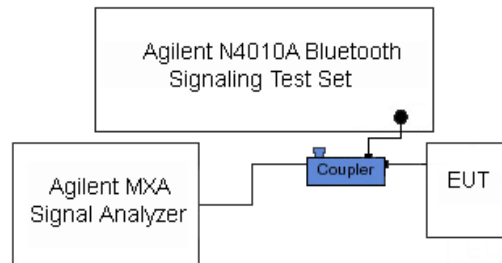 Agilent N4010A Bluetooth
Signaling Test Set
Coupler
Agilent MXA
Signal Analyzer
EUT